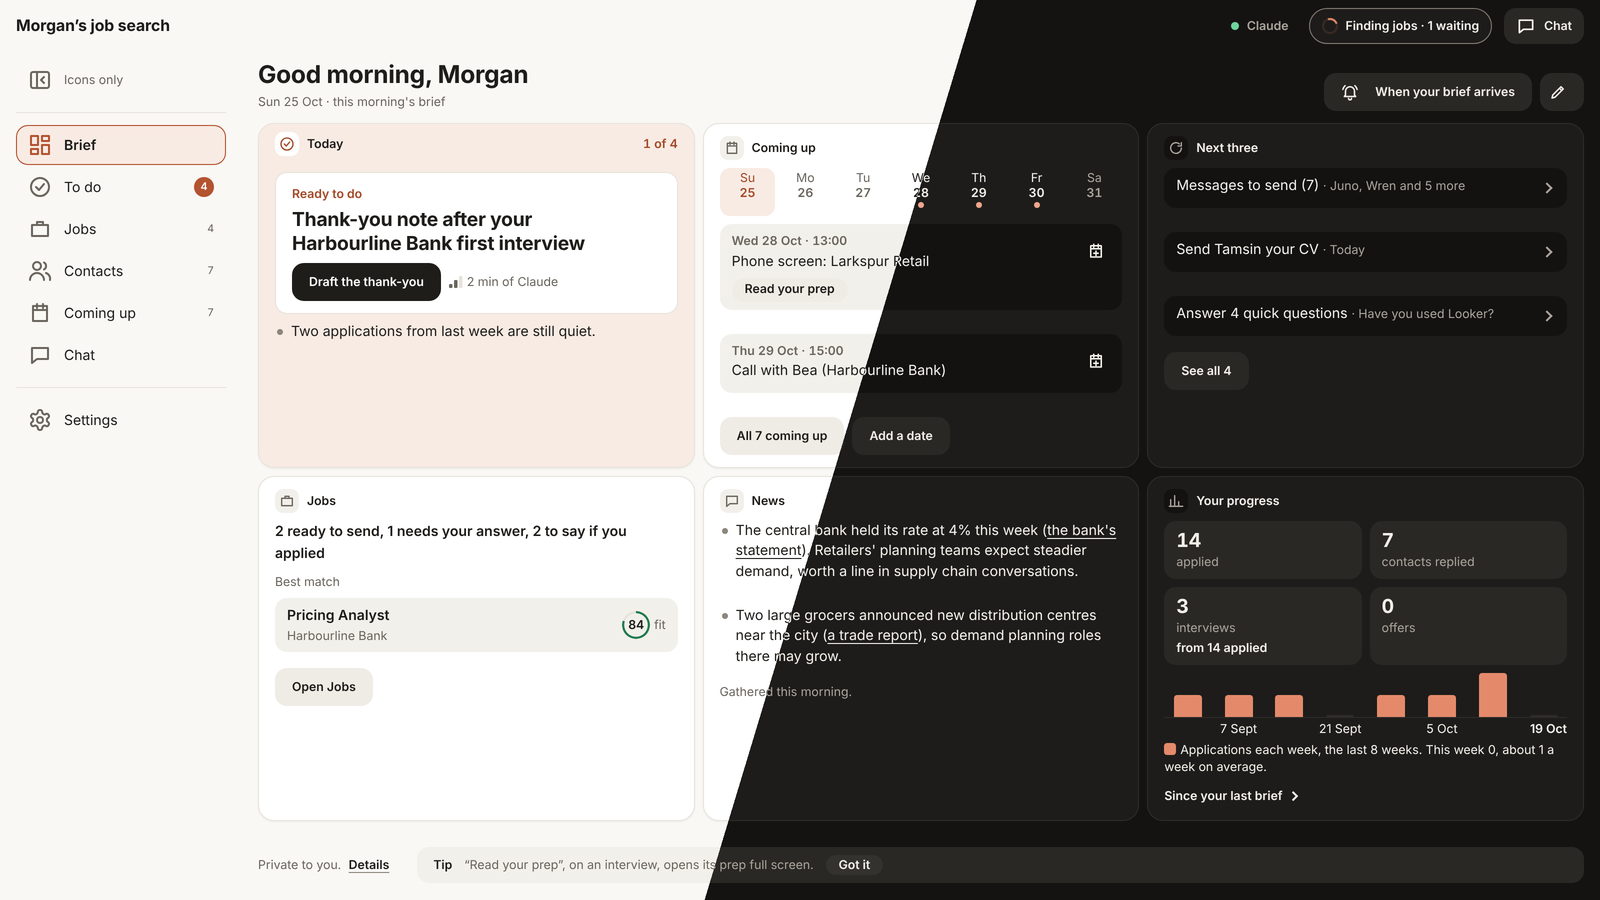 Morgan's job search
Claude
Finding jobs · 1 waiting
Chat
Icons only
Brief
To do
4
Jobs
4
Contacts
7
Coming up
7
Chat
Settings
Good morning, Morgan
Sun 25 Oct · this morning's brief
When your brief arrives
Today
1 of 4
Ready to do
Thank-you note after your
Harbourline Bank first interview
Draft the thank-you
2 min of Claude
Two applications from last week are still quiet.
Coming up
Su Mo Tu We Th Fr Sa
25 26 27 28 29 30 31
Wed 28 Oct · 13:00
Phone screen: Larkspur Retail
Read your prep
Thu 29 Oct · 15:00
Call with Bea (Harbourline Bank)
All 7 coming up
Add a date
Next three
Messages to send (7) · Juno, Wren and 5 more
Send Tamsin your CV · Today
Answer 4 quick questions · Have you used Looker?
See all 4
Jobs
2 ready to send, 1 needs your answer, 2 to say if you
applied
Best match
Pricing Analyst
Harbourline Bank
84 fit
Open Jobs
News
The central bank held its rate at 4% this week (the bank's
statement). Retailers' planning teams expect steadier
demand, worth a line in supply chain conversations.
Two large grocers announced new distribution centres
near the city (a trade report), so demand planning roles
there may grow.
Gathered this morning.
Your progress
14
applied
7
contacts replied
3
interviews
from 14 applied
0
offers
7 Sept 21 Sept 5 Oct 19 Oct
Applications each week, the last 8 weeks. This week 0, about 1 a
week on average.
Since your last brief
Private to you. Details
Tip “Read your prep”, on an interview, opens its prep full screen. Got it